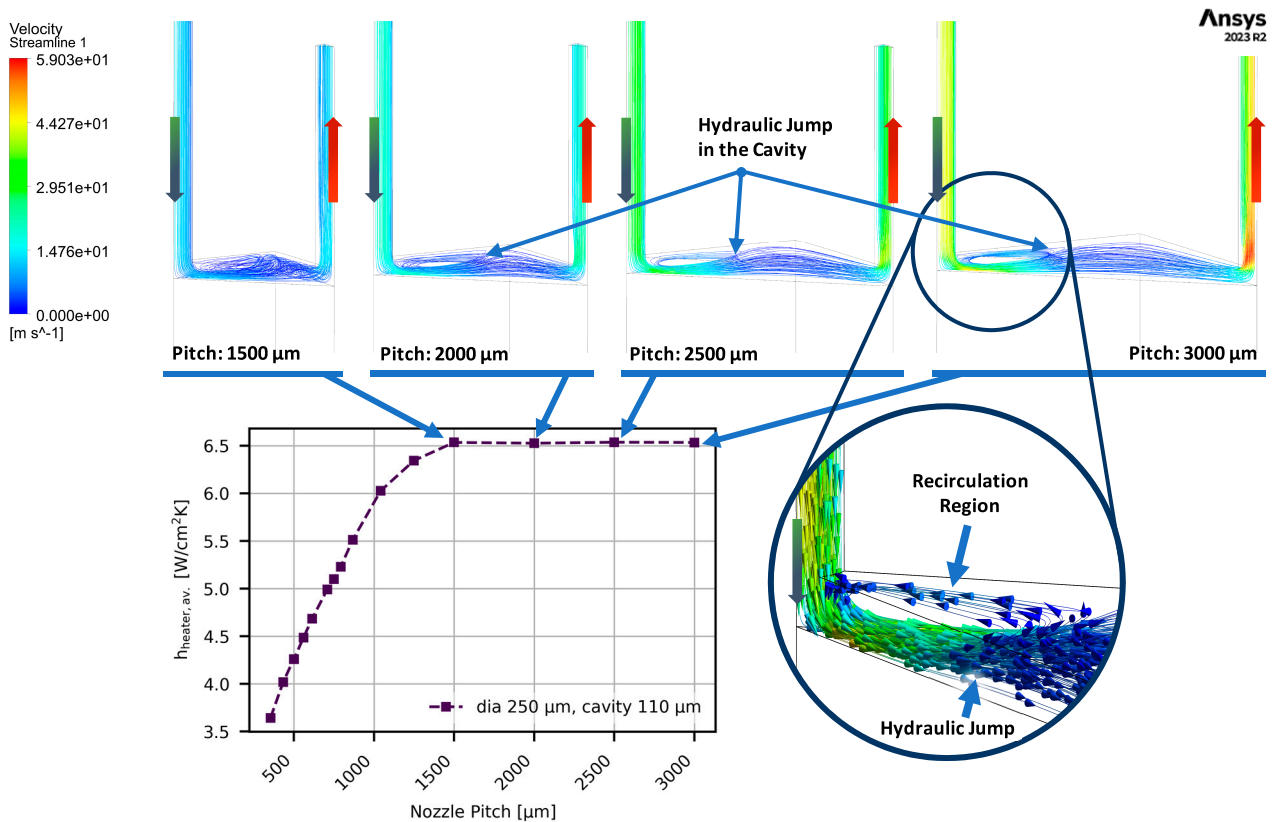 Velocity
Streamline 1
5.903e+01
4.427e+01
2.951e+01
1.476e+01
0.000e+00
[m s^-1]
Ansys
2023 R2
Hydraulic Jump
in the Cavity
Pitch: 1500 µm
Pitch: 2000 µm
Pitch: 2500 µm
Pitch: 3000 µm
h_heater, av. [W/cm²K]
6.5
6.0
5.5
5.0
4.5
4.0
3.5
dia 250 µm, cavity 110 µm
500
1000
1500
2000
2500
3000
Nozzle Pitch [µm]
Recirculation
Region
Hydraulic Jump